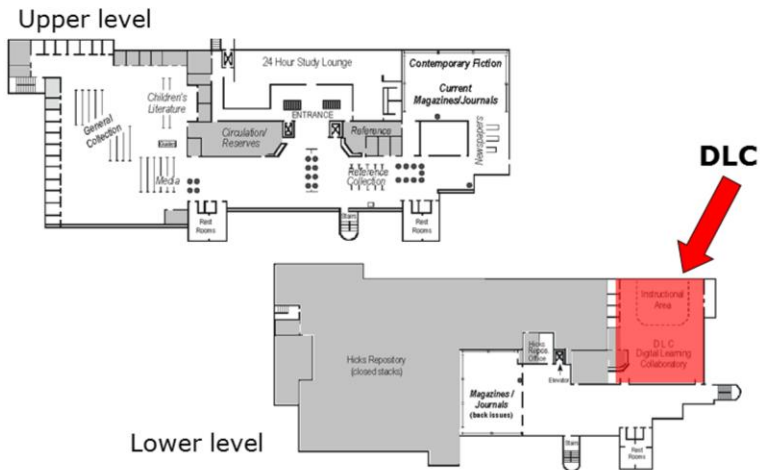 Upper level
24 Hour Study Lounge
Contemporary Fiction
Current
Magazines/Journals
Children's
Literature
ENTRANCE
General
Collection
Circulation/
Reserves
Reference
Newspapers
Media
Reference
Collection
Rest
Rooms
Stairs
Rest
Rooms
DLC
Instructional
Area
Hicks Repository
(closed stacks)
Hicks
Repos.
Office
DLC
Digital Learning
Collaboratory
Elevator
Magazines /
Journals
(back issues)
Lower level
Stairs
Rest
Rooms